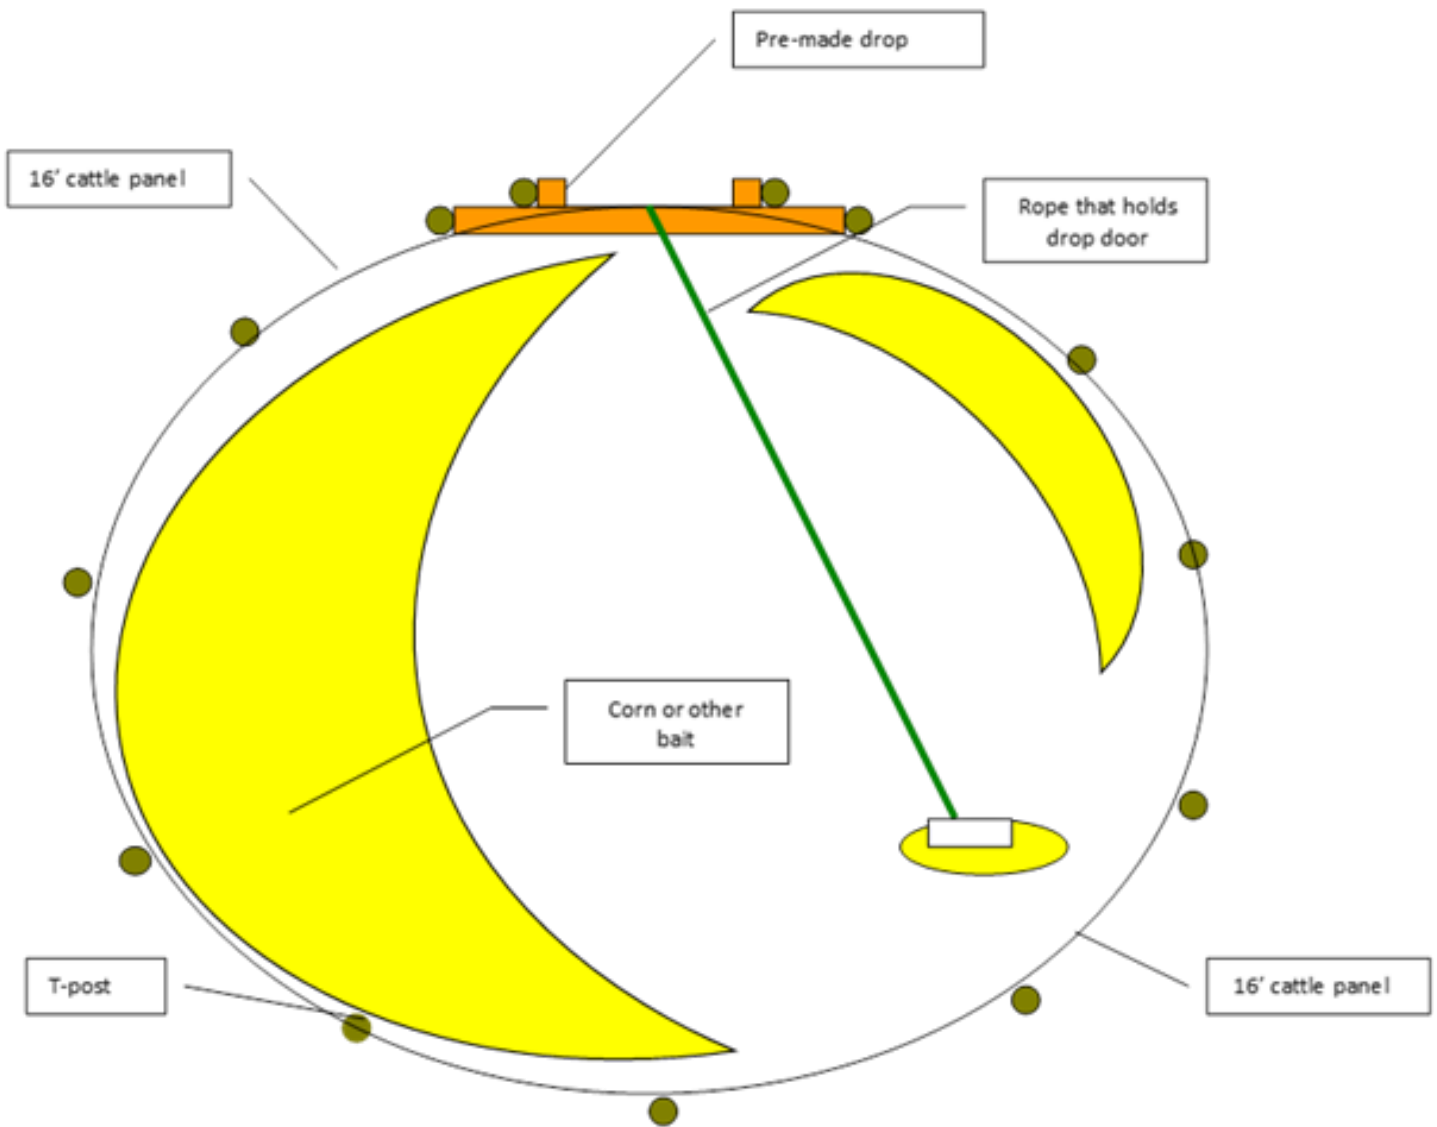 Pre-made drop
16’ cattle panel
Rope that holds
drop door
Corn or other
bait
T-post
16’ cattle panel